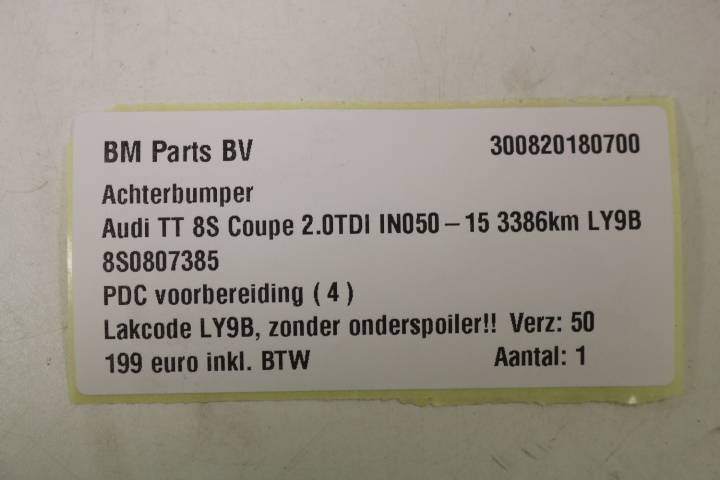 BM Parts BV 300820180700
Achterbumper
Audi TT 8S Coupe 2.0TDI IN050-15 3386km LY9B
8S0807385
PDC voorbereiding (4)
Lakcode LY9B, zonder onderspoiler!! Verz: 50
199 euro inkl. BTW Aantal: 1